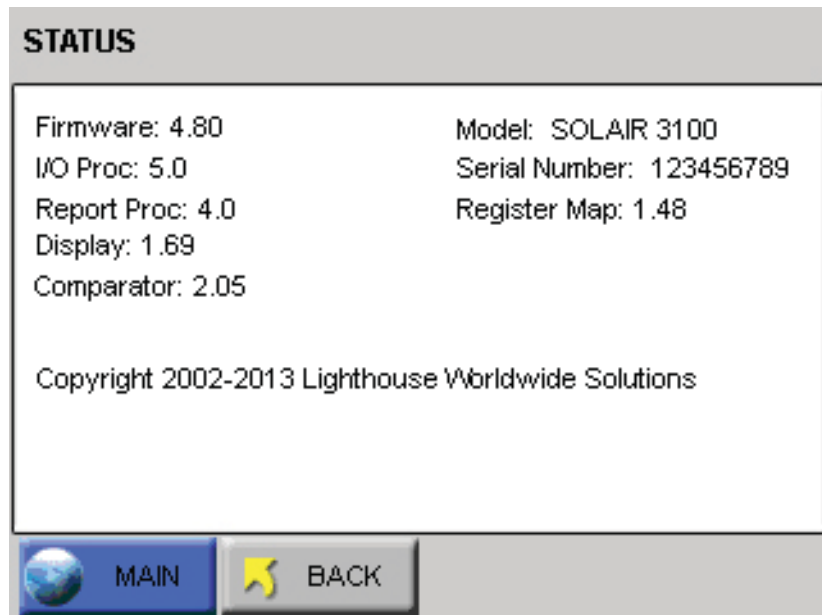 STATUS
Firmware: 4.80
I/O Proc: 5.0
Report Proc: 4.0
Display: 1.69
Comparator: 2.05
Model: SOLAIR 3100
Serial Number: 123456789
Register Map: 1.48
Copyright 2002-2013 Lighthouse Worldwide Solutions
MAIN
BACK